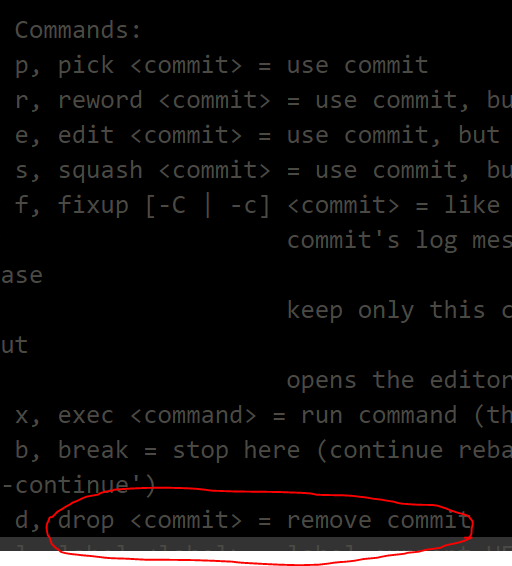 Commands:
p, pick <commit> = use commit
r, reword <commit> = use commit, bu
e, edit <commit> = use commit, but
s, squash <commit> = use commit, bu
f, fixup [-C | -c] <commit> = like
commit's log mes
ase
keep only this c
ut
opens the editor
x, exec <command> = run command (th
b, break = stop here (continue reba
-continue')
d, drop <commit> = remove commit